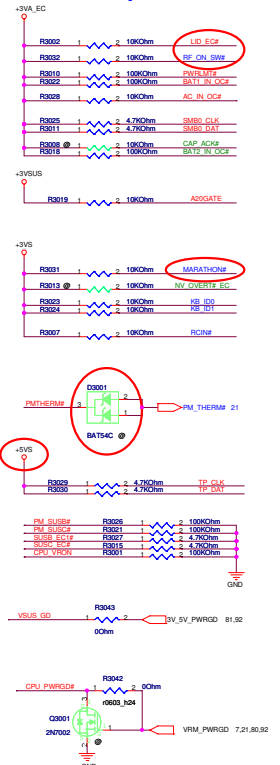 +3VA_EC
R3002 1 2 10KOhm LID_EC#
R3032 1 2 10KOhm RF_ON_SW#
R3010 1 2 100KOhm PWRLMT#
R3022 1 2 100KOhm BAT1_IN_OC#
R3028 1 2 10KOhm AC_IN_OC#
R3025 1 2 4.7KOhm SMB0_CLK
R3011 1 2 4.7KOhm SMB0_DAT
R3008 @ 1 2 10KOhm CAP_ACK#
R3018 1 2 100KOhm BAT2_IN_OC#
+3VSUS
R3019 1 2 10KOhm A20GATE
+3VS
R3031 1 2 10KOhm MARATHON#
R3013 @ 1 2 10KOhm NV_OVERT#_EC
R3023 1 2 10KOhm KB_ID0
R3024 1 2 10KOhm KB_ID1
R3007 1 2 10KOhm RCIN#
D3001
PMTHERM# 3 2 1 PM_THERM# 21
BAT54C @
+5VS
R3029 1 2 4.7KOhm TP_CLK
R3030 1 2 4.7KOhm TP_DAT
PM_SUSB# R3026 1 2 100KOhm
PM_SUSC# R3021 1 2 100KOhm
SUSB_EC1# R3027 1 2 4.7KOhm
SUSC_EC# R3015 1 2 4.7KOhm
CPU_VRON R3001 1 2 100KOhm
GND
R3043
VSUS_GD 1 2 3V_5V_PWRGD 81,92
0Ohm
R3042
CPU_PWRGD# 1 2 0Ohm
r0603_h24
3
Q3001 1 VRM_PWRGD 7,21,80,92
2N7002
2 @
GND